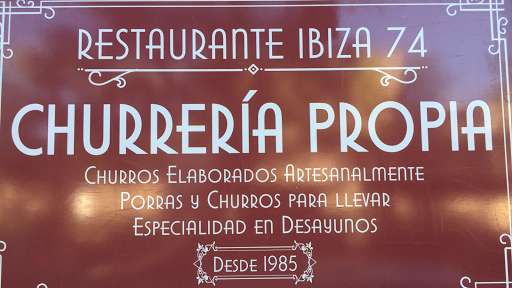 RESTAURANTE IBIZA 74
CHURRERÍA PROPIA
CHURROS ELABORADOS ARTESANALMENTE
PORRAS Y CHURROS PARA LLEVAR
ESPECIALIDAD EN DESAYUNOS
DESDE 1985